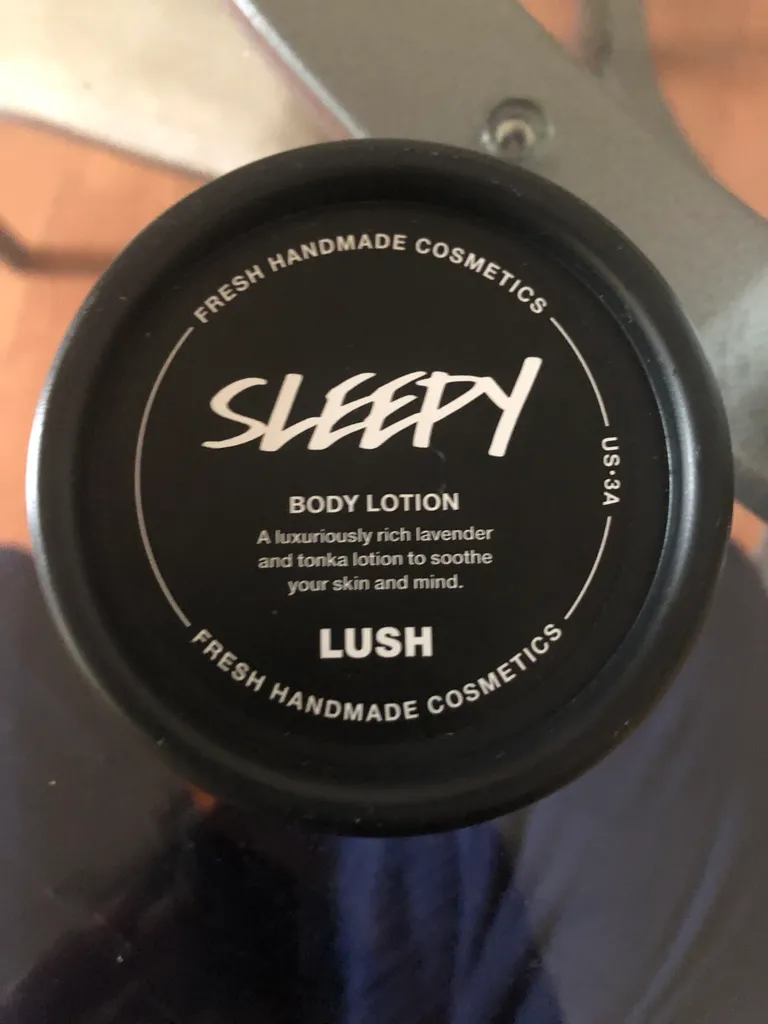 FRESH HANDMADE COSMETICS
SLEEPY
US·3A
BODY LOTION
A luxuriously rich lavender
and tonka lotion to soothe
your skin and mind.
LUSH
FRESH HANDMADE COSMETICS